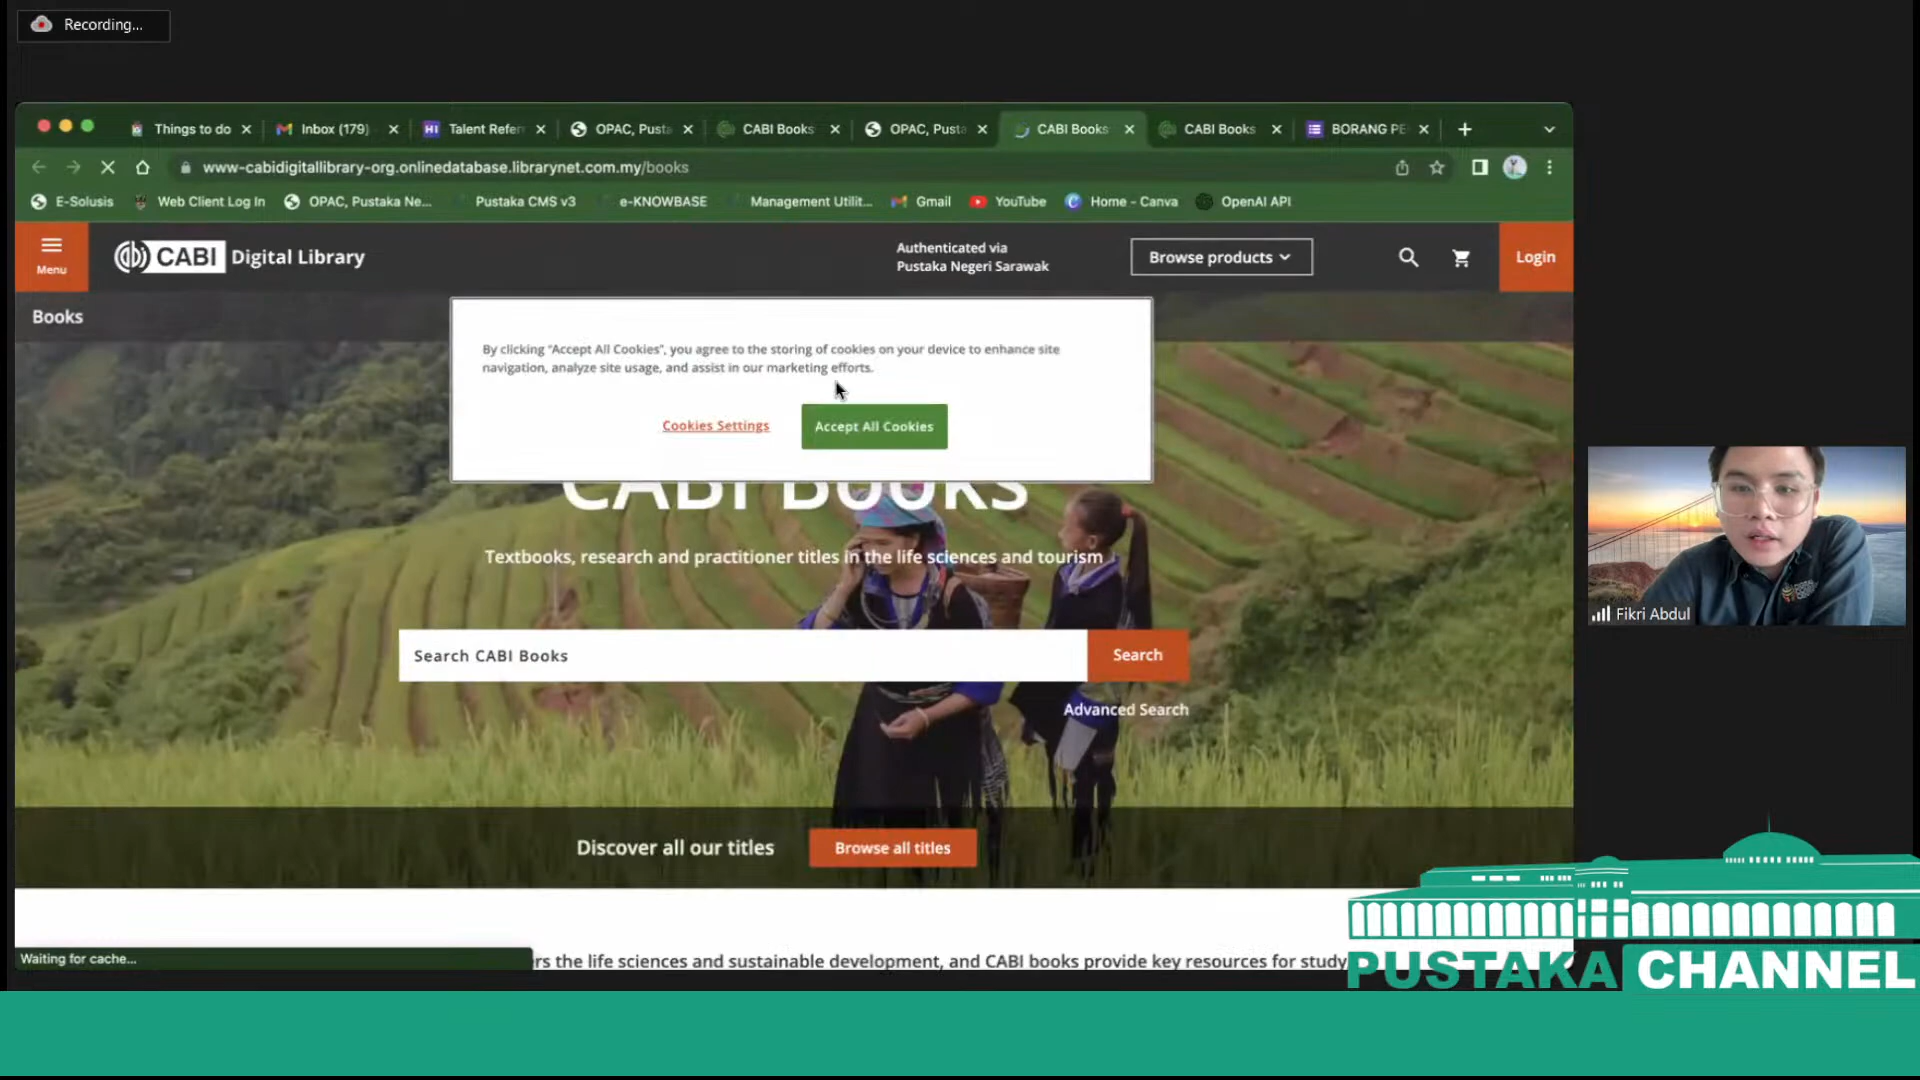 Recording...
Things to do
Inbox (179)
HI
Talent Refer
OPAC, Pusta
CABI Books
OPAC, Pusta
CABI Books
CABI Books
BORANG PE
www-cabidigitallibrary-org.onlinedatabase.librarynet.com.my/books
E-Solusis
Web Client Log In
OPAC, Pustaka Ne...
Pustaka CMS v3
e-KNOWBASE
Management Utilit...
Gmail
YouTube
Home - Canva
OpenAI API
Menu
CABI Digital Library
Authenticated via
Pustaka Negeri Sarawak
Browse products
Login
Books
By clicking "Accept All Cookies", you agree to the storing of cookies on your device to enhance site
navigation, analyze site usage, and assist in our marketing efforts.
Cookies Settings
Accept All Cookies
CABI BOOKS
Textbooks, research and practitioner titles in the life sciences and tourism
Search CABI Books
Search
Advanced Search
Fikri Abdul
Discover all our titles
Browse all titles
Waiting for cache...
rs the life sciences and sustainable development, and CABI books provide key resources for study
PUSTAKA CHANNEL